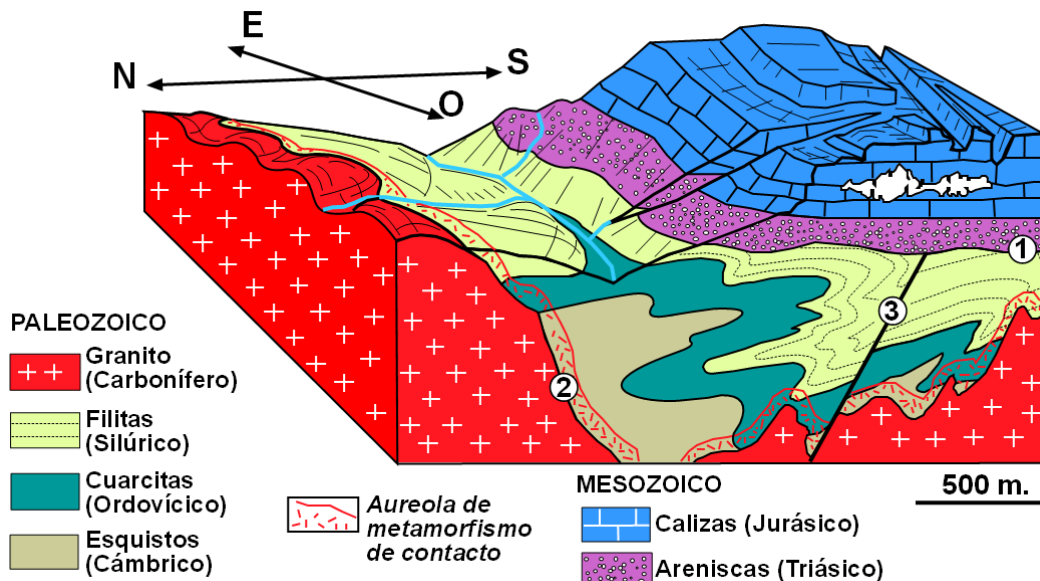 E
N
S
O
1
3
2
PALEOZOICO
Granito
(Carbonífero)
Filitas
(Silúrico)
Cuarcitas
(Ordovícico)
Esquistos
(Cámbrico)
Aureola de
metamorfismo
de contacto
MESOZOICO
Calizas (Jurásico)
Areniscas (Triásico)
500 m.